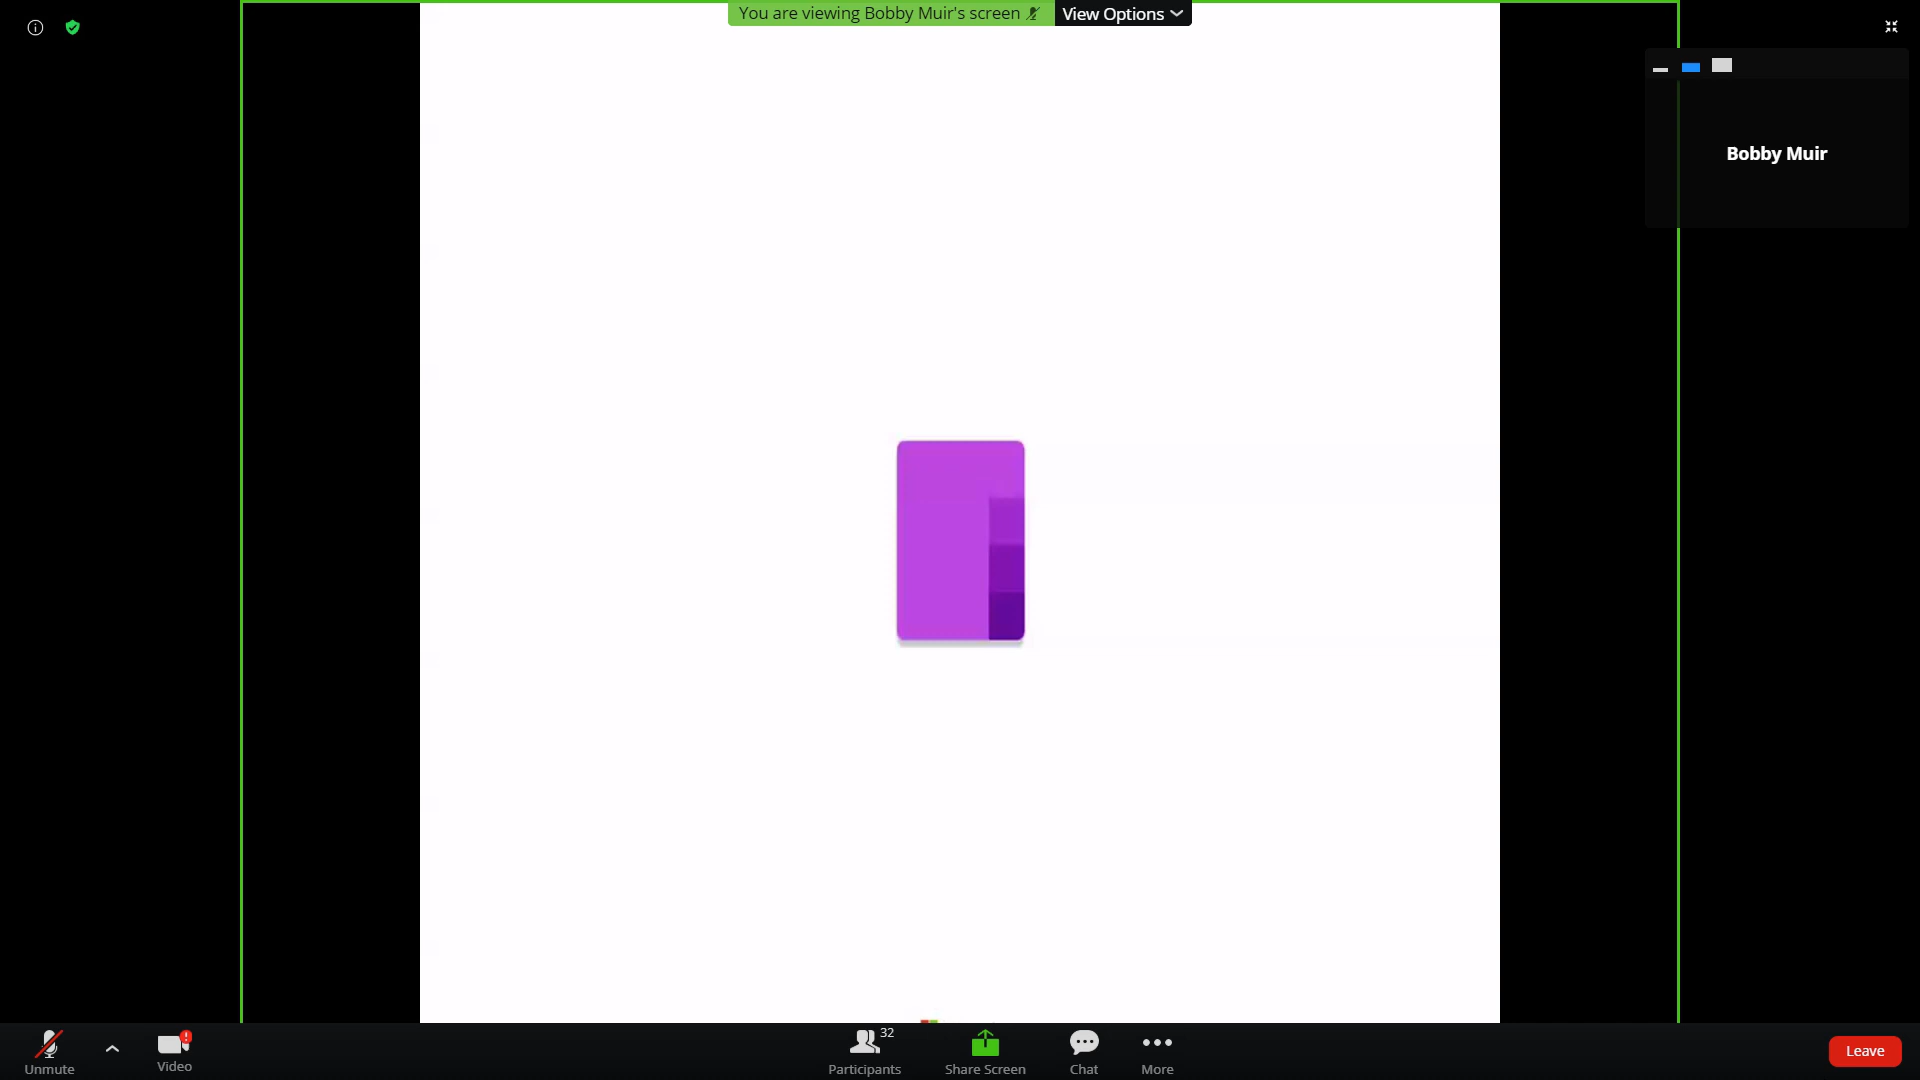 You are viewing Bobby Muir's screen View Options
Bobby Muir
Unmute
Video
32
Participants
Share Screen
Chat
More
Leave